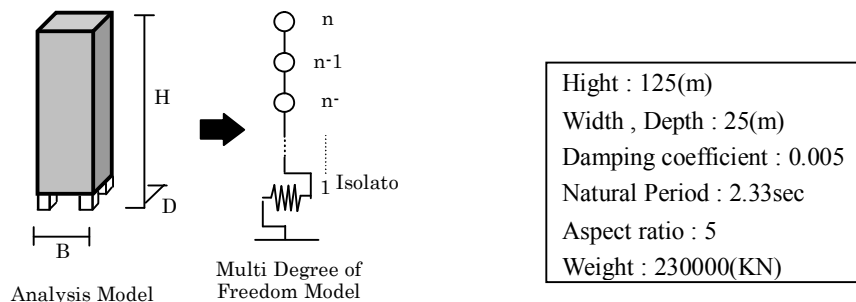 H
D
B
Analysis Model
n
n-1
n-
1 Isolato
Multi Degree of
Freedom Model
Hight : 125(m)
Width , Depth : 25(m)
Damping coefficient : 0.005
Natural Period : 2.33sec
Aspect ratio : 5
Weight : 230000(KN)